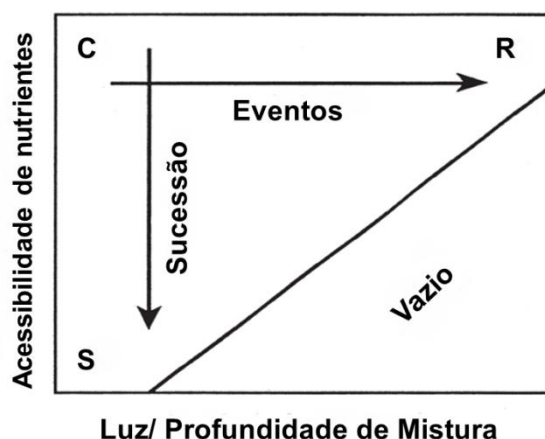 C
R
Eventos
Sucessão
Vazio
S
Acessibilidade de nutrientes
Luz/ Profundidade de Mistura